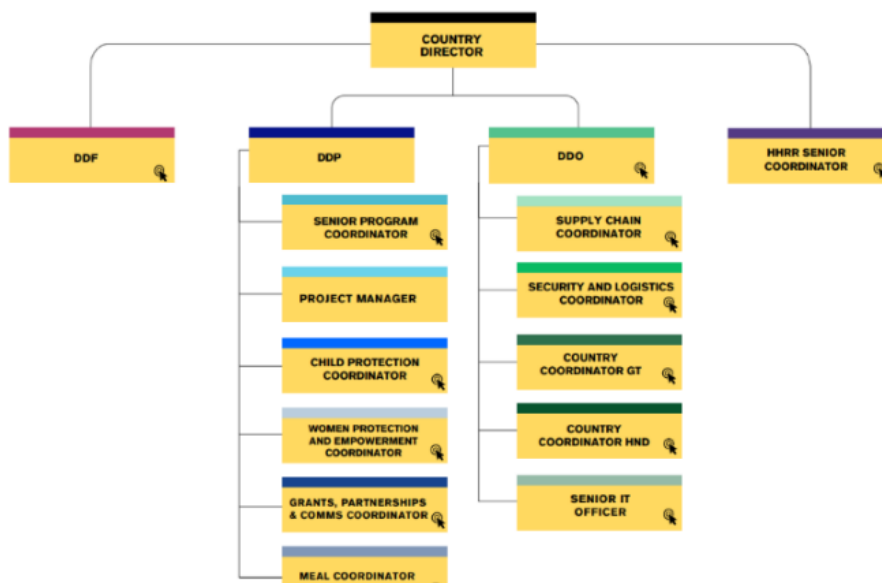 COUNTRY
DIRECTOR
DDF
DDP
DDO
HHRR SENIOR
COORDINATOR
SENIOR PROGRAM
COORDINATOR
PROJECT MANAGER
CHILD PROTECTION
COORDINATOR
WOMEN PROTECTION
AND EMPOWERMENT
COORDINATOR
GRANTS, PARTNERSHIPS
& COMMS COORDINATOR
MEAL COORDINATOR
SUPPLY CHAIN
COORDINATOR
SECURITY AND LOGISTICS
COORDINATOR
COUNTRY
COORDINATOR GT
COUNTRY
COORDINATOR HND
SENIOR IT
OFFICER